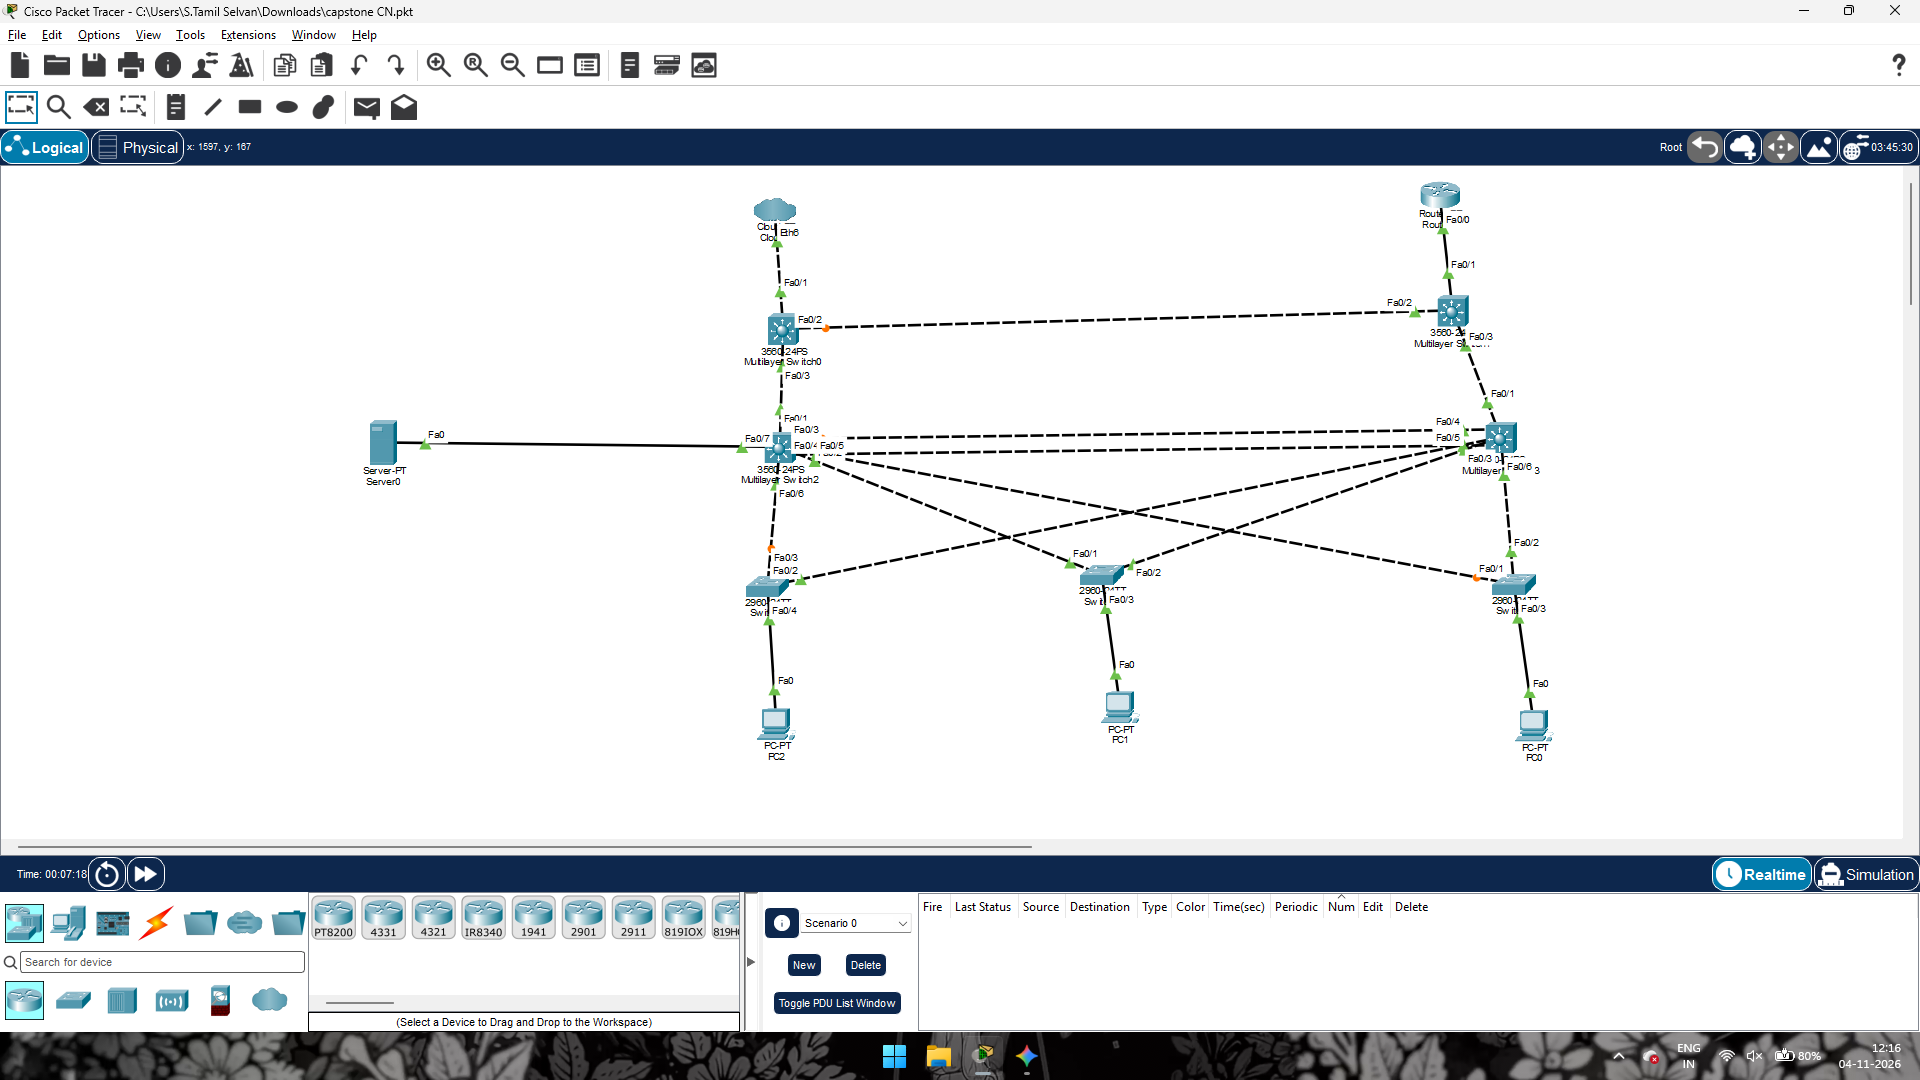 Cisco Packet Tracer - C:\Users\S.Tamil Selvan\Downloads\capstone CN.pkt
File Edit Options View Tools Extensions Window Help
Logical Physical x: 1597, y: 167 Root 03:45:30
Eth6
Fa0/1
Fa0/2
3560-24PS
Multilayer Switch0
Fa0/3
Fa0/0
Fa0/1
Fa0/2
Fa0/3
Fa0/1
Fa0
Server-PT
Server0
Fa0/7
Fa0/1
Fa0/3
Fa0/5
3560-24PS
Multilayer Switch2
Fa0/6
Fa0/4
Fa0/5
Fa0/3
Multilayer
Fa0/6
Fa0/3
Fa0/2
Fa0/4
Fa0
PC-PT
PC2
Fa0/1
Fa0/2
Fa0/3
Fa0
PC-PT
PC1
Fa0/2
Fa0/1
Fa0/3
Fa0
PC-PT
PC0
Time: 00:07:18 Realtime Simulation
PT8200 4331 4321 IR8340 1941 2901 2911 819IOX
Search for device
(Select a Device to Drag and Drop to the Workspace)
Scenario 0
New Delete
Toggle PDU List Window
Fire Last Status Source Destination Type Color Time(sec) Periodic Num Edit Delete
ENG
IN
80%
12:16
04-11-2026